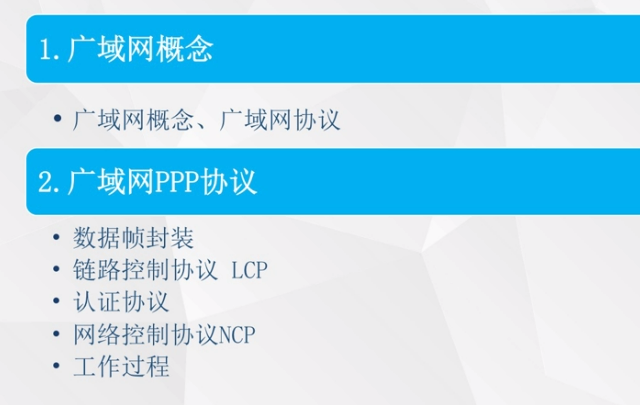 1.广域网概念
• 广域网概念、广域网协议
2.广域网PPP协议
• 数据帧封装
• 链路控制协议 LCP
• 认证协议
• 网络控制协议NCP
• 工作过程